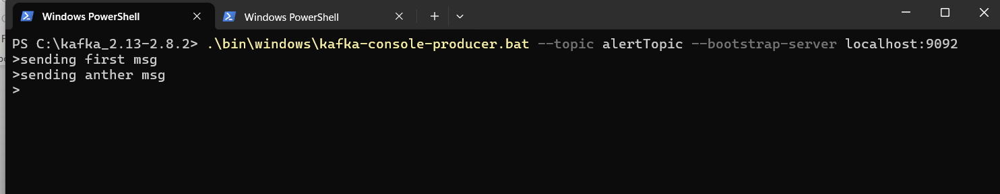 Windows PowerShell
Windows PowerShell
PS C:\kafka_2.13-2.8.2> .\bin\windows\kafka-console-producer.bat --topic alertTopic --bootstrap-server localhost:9092
>sending first msg
>sending anther msg
>